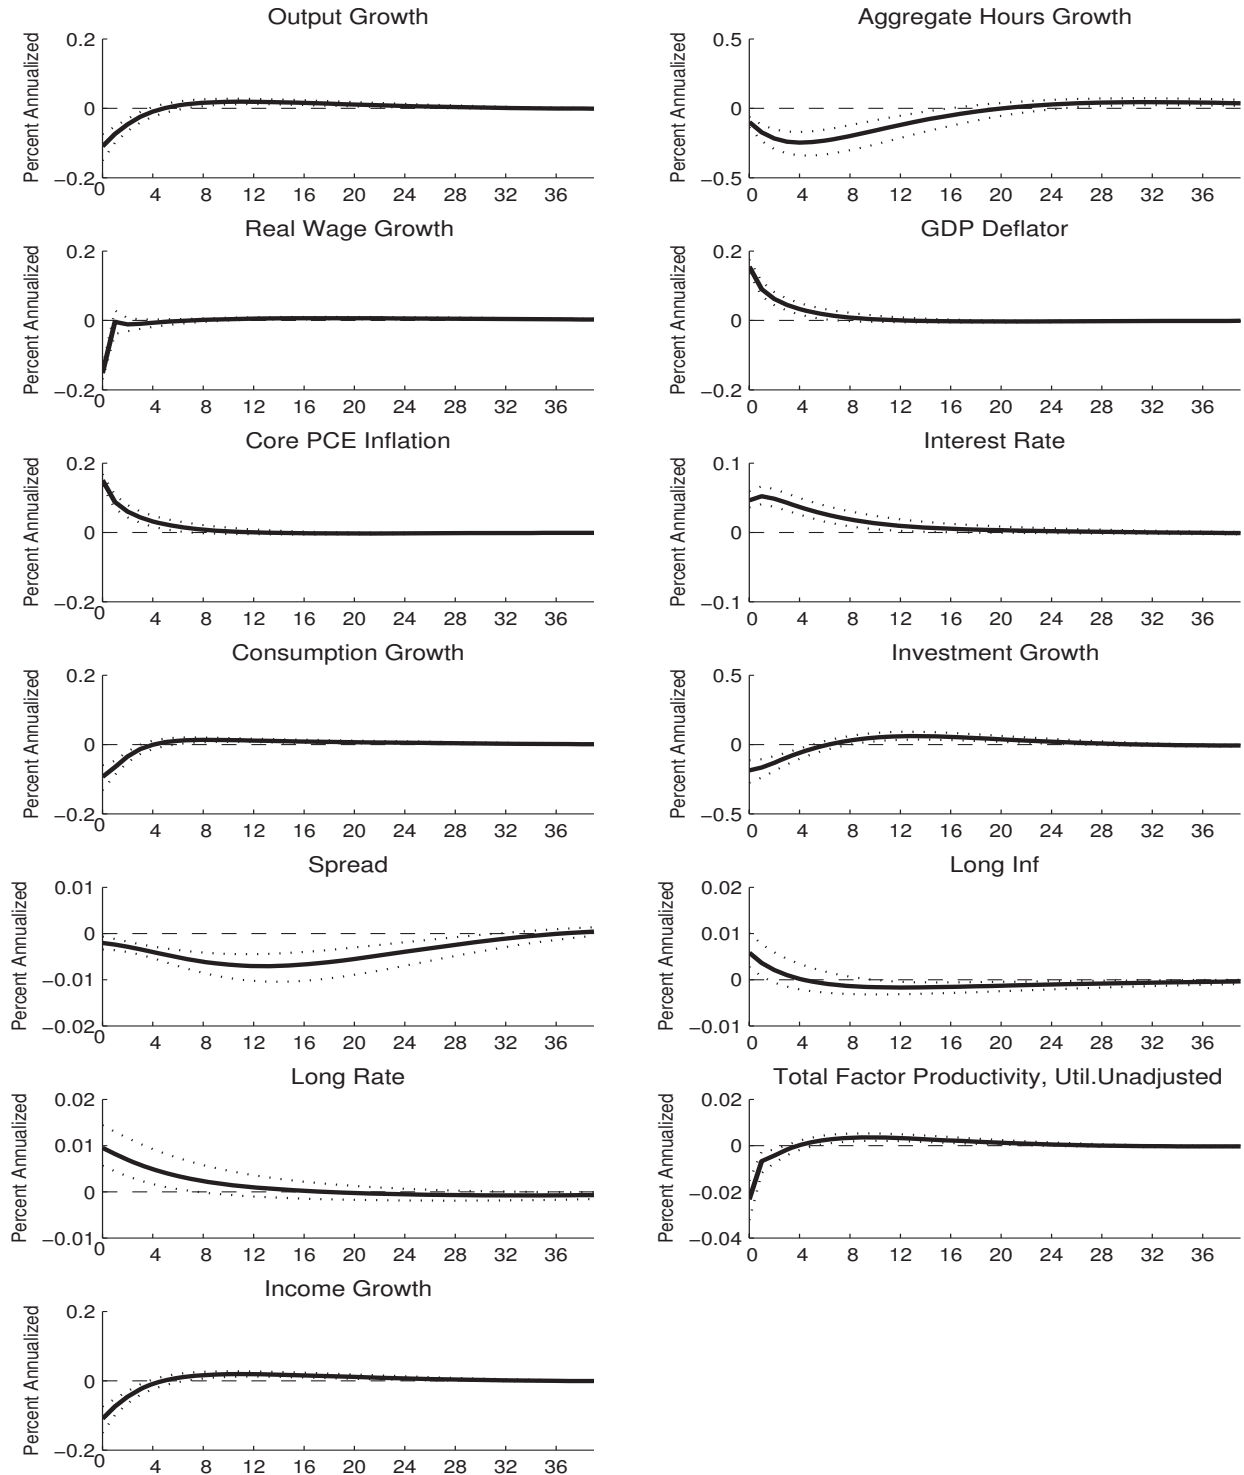 Output Growth
Percent Annualized
0.2
0
−0.2
0 4 8 12 16 20 24 28 32 36
Aggregate Hours Growth
Percent Annualized
0.5
0
−0.5
0 4 8 12 16 20 24 28 32 36
Real Wage Growth
Percent Annualized
0.2
0
−0.2
0 4 8 12 16 20 24 28 32 36
GDP Deflator
Percent Annualized
0.2
0
−0.2
0 4 8 12 16 20 24 28 32 36
Core PCE Inflation
Percent Annualized
0.2
0
−0.2
0 4 8 12 16 20 24 28 32 36
Interest Rate
Percent Annualized
0.1
0
−0.1
0 4 8 12 16 20 24 28 32 36
Consumption Growth
Percent Annualized
0.2
0
−0.2
0 4 8 12 16 20 24 28 32 36
Investment Growth
Percent Annualized
0.5
0
−0.5
0 4 8 12 16 20 24 28 32 36
Spread
Percent Annualized
0.01
0
−0.01
−0.02
0 4 8 12 16 20 24 28 32 36
Long Inf
Percent Annualized
0.02
0.01
0
−0.01
0 4 8 12 16 20 24 28 32 36
Long Rate
Percent Annualized
0.02
0.01
0
−0.01
0 4 8 12 16 20 24 28 32 36
Total Factor Productivity, Util.Unadjusted
Percent Annualized
0.02
0
−0.02
−0.04
0 4 8 12 16 20 24 28 32 36
Income Growth
Percent Annualized
0.2
0
−0.2
0 4 8 12 16 20 24 28 32 36